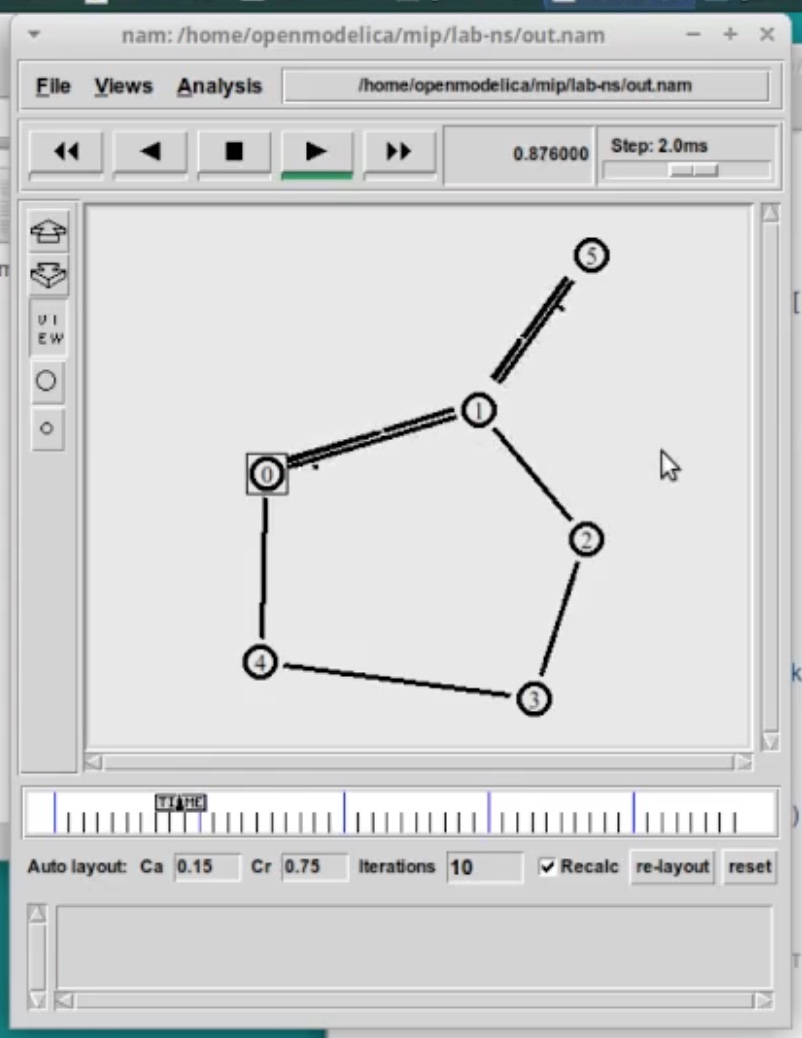 nam: /home/openmodelica/mip/lab-ns/out.nam
File Views Analysis /home/openmodelica/mip/lab-ns/out.nam
0.876000 Step: 2.0ms
VI
EW
5
1
0
2
4
3
TIME
Auto layout: Ca 0.15 Cr 0.75 Iterations 10 Recalc re-layout reset
[
k
)
T